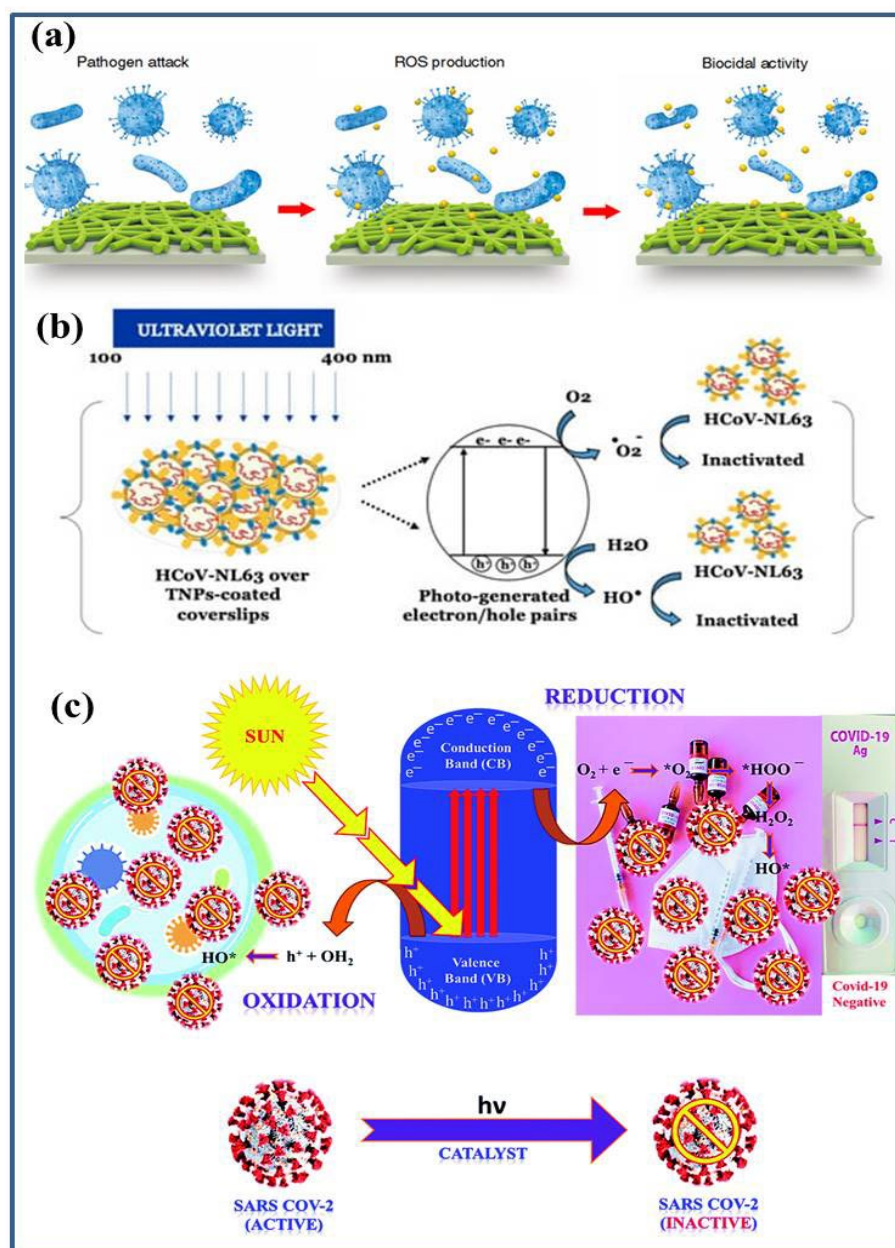 (a)
Pathogen attack
ROS production
Biocidal activity
(b)
ULTRAVIOLET LIGHT
100
400 nm
HCoV-NL63 over
TNPs-coated
coverslips
e- e- e-
h⁺ h⁺ h⁺
Photo-generated
electron/hole pairs
O2
•O2⁻
HCoV-NL63
Inactivated
H2O
HO*
HCoV-NL63
Inactivated
(c)
SUN
REDUCTION
e⁻ e⁻ e⁻ e⁻ e⁻ e⁻ e⁻ e⁻ e⁻
Conduction
Band (CB)
O₂ + e⁻ *O₂ *HOO⁻
H₂O₂
HO*
COVID-19
Ag
Covid-19
Negative
HO* h⁺ + OH₂
OXIDATION
Valence
Band (VB)
h⁺ h⁺ h⁺ h⁺ h⁺ h⁺ h⁺ h⁺ h⁺ h⁺ h⁺
hν
CATALYST
SARS COV-2
(ACTIVE)
SARS COV-2
(INACTIVE)